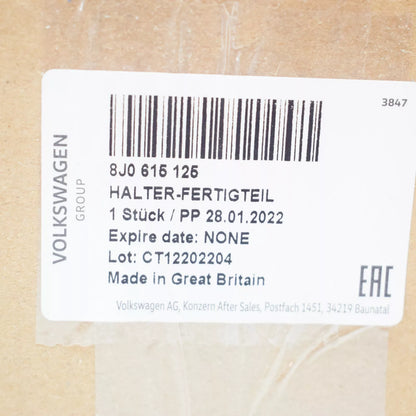 3847
VOLKSWAGEN
GROUP
8J0 615 125
HALTER-FERTIGTEIL
1 Stück / PP 28.01.2022
Expire date: NONE
Lot: CT12202204
Made in Great Britain
EAC
Volkswagen AG, Konzern After Sales, Postfach 1451, 34219 Baunatal